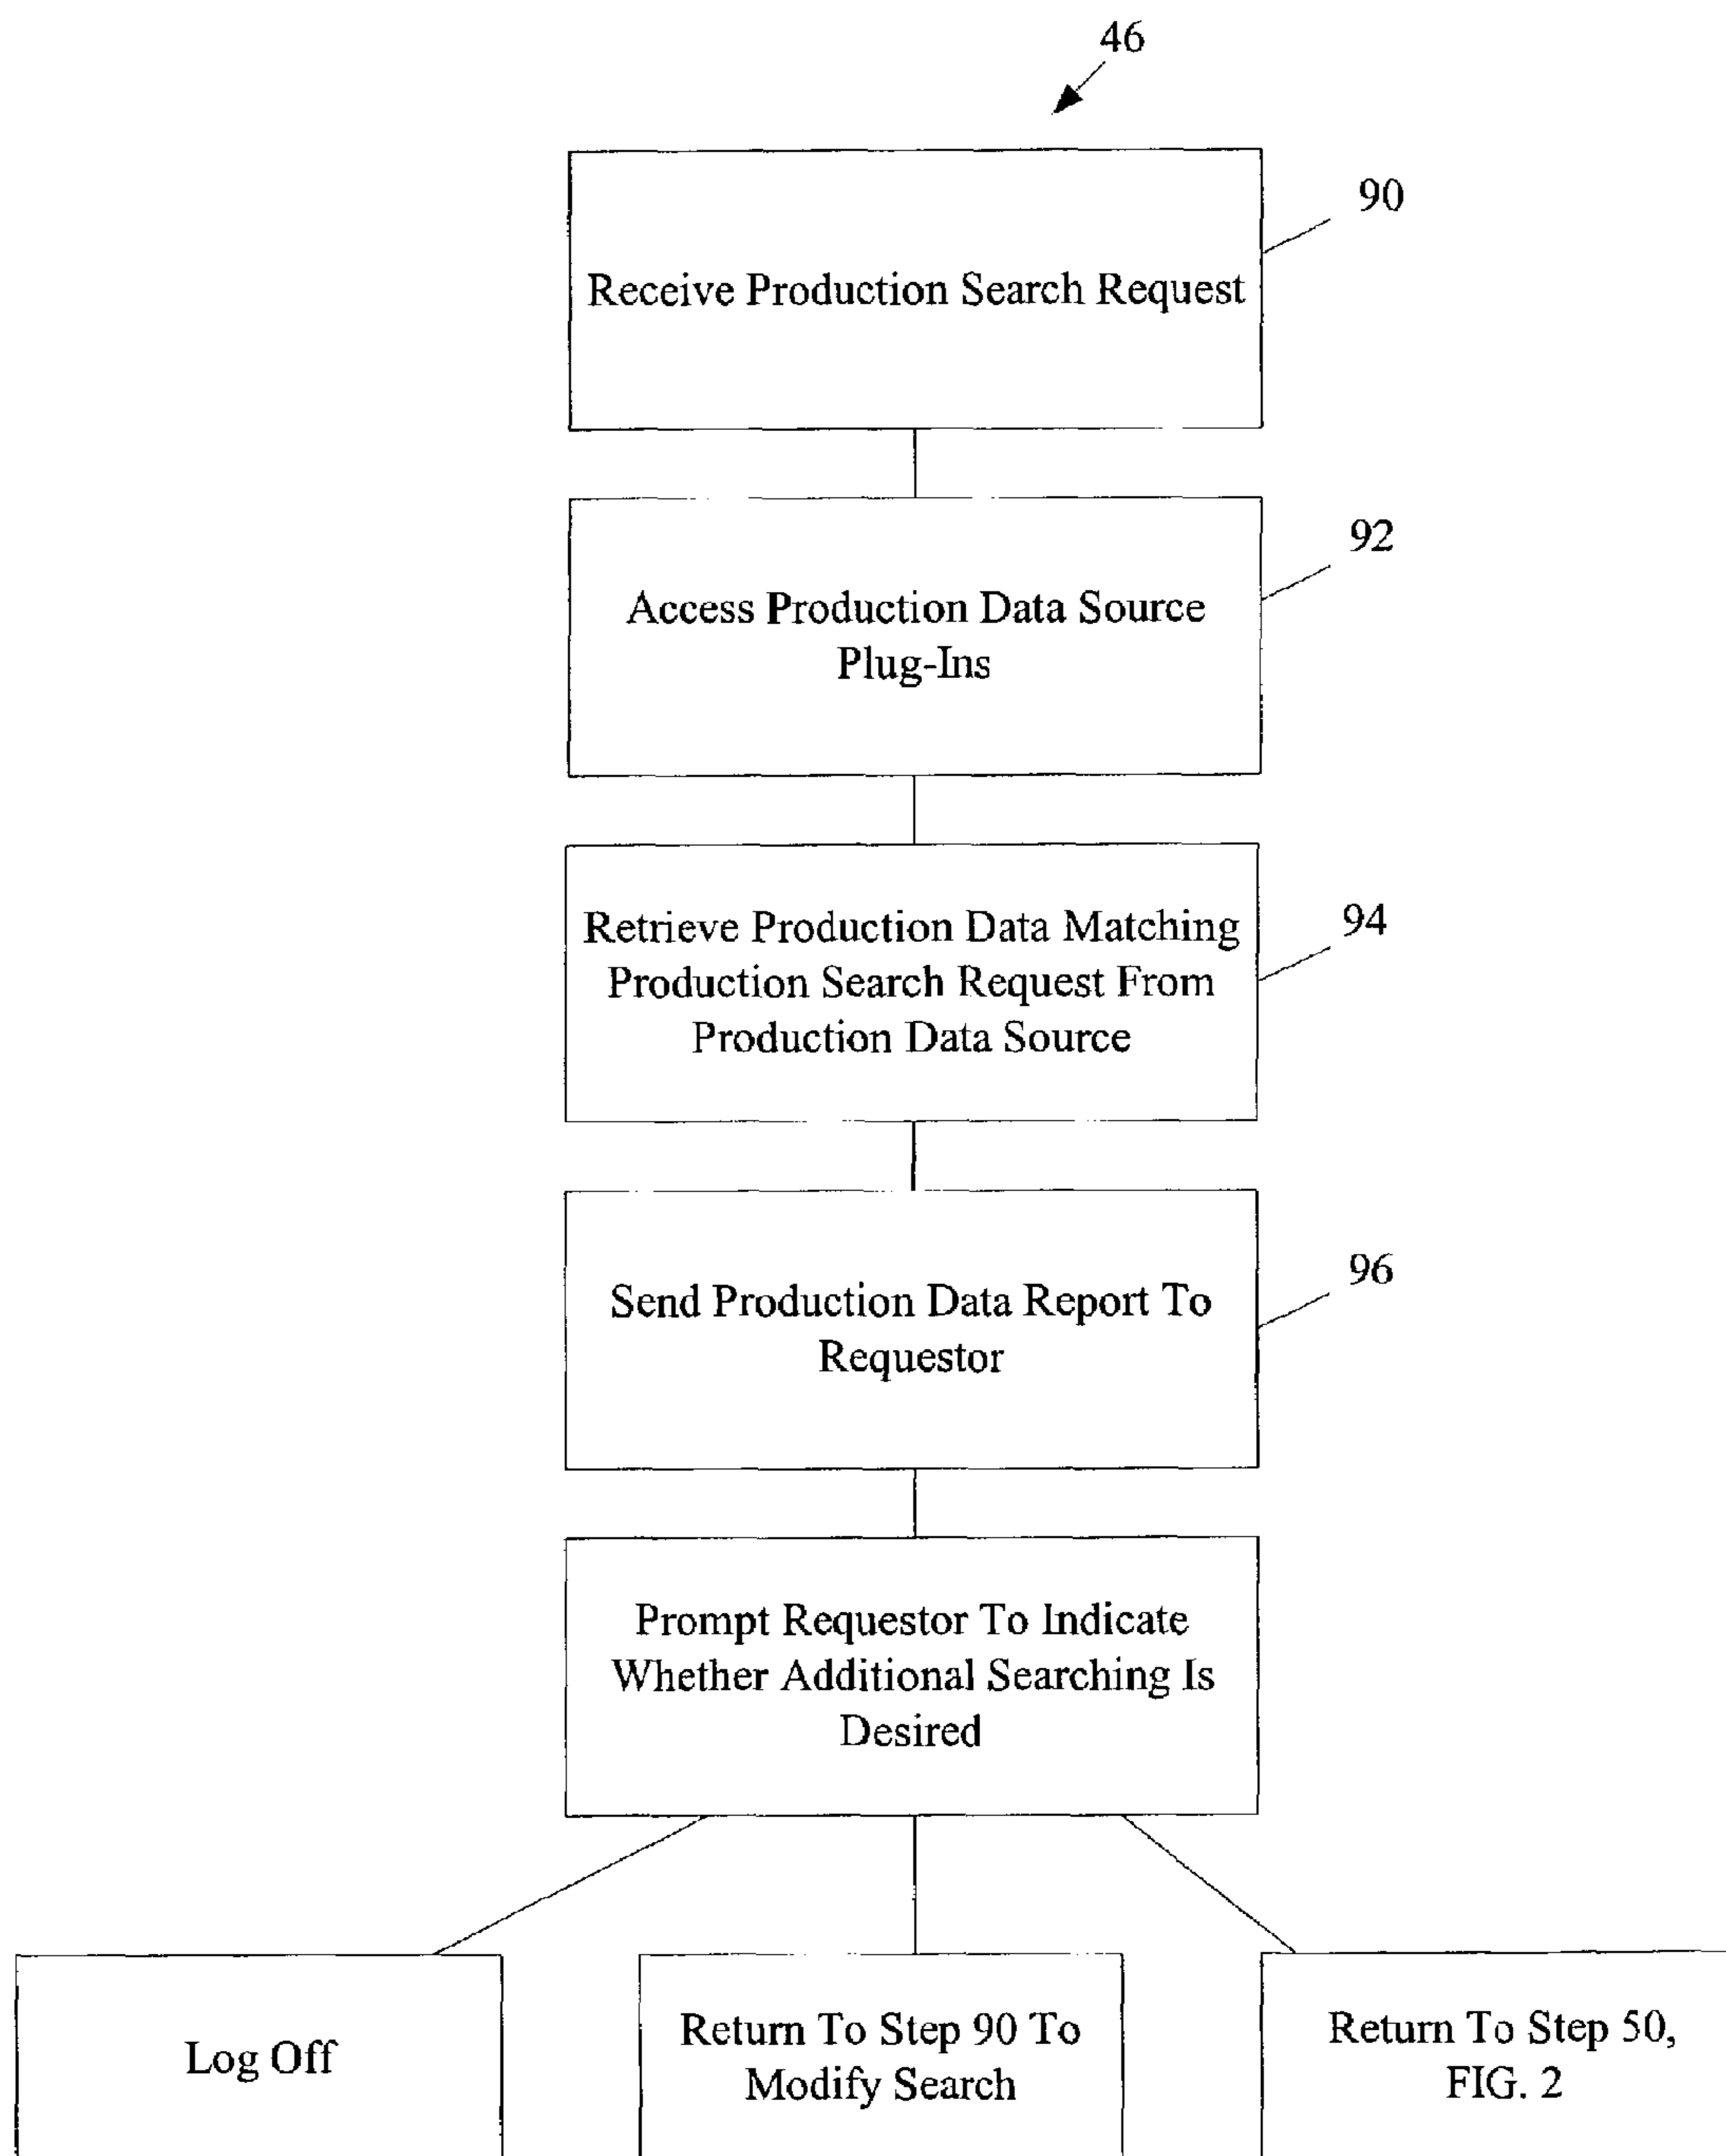 46
90
Receive Production Search Request
92
Access Production Data Source
Plug-Ins
94
Retrieve Production Data Matching
Production Search Request From
Production Data Source
96
Send Production Data Report To
Requestor
Prompt Requestor To Indicate
Whether Additional Searching Is
Desired
Log Off
Return To Step 90 To
Modify Search
Return To Step 50,
FIG. 2